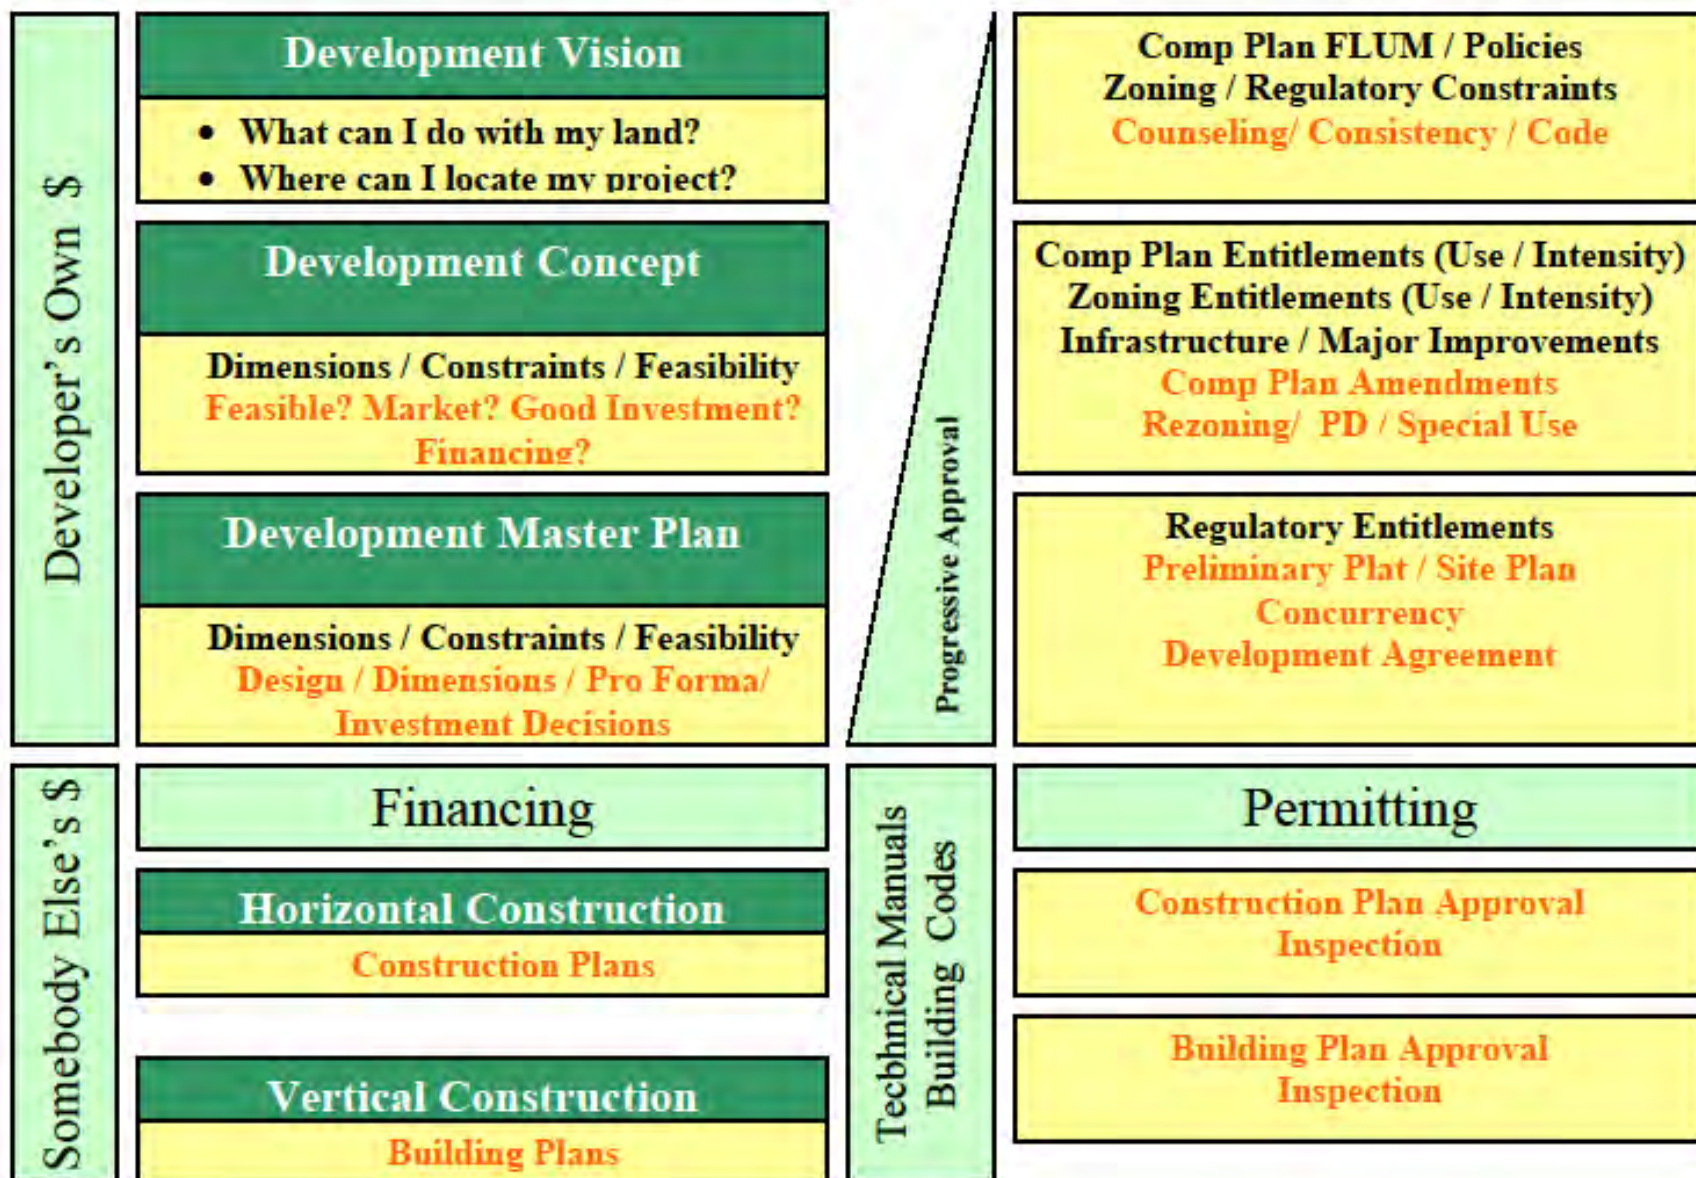 Developer's Own $
Development Vision
• What can I do with my land?
• Where can I locate my project?
Development Concept
Dimensions / Constraints / Feasibility
Feasible? Market? Good Investment?
Financing?
Development Master Plan
Dimensions / Constraints / Feasibility
Design / Dimensions / Pro Forma/
Investment Decisions
Progressive Approval
Comp Plan FLUM / Policies
Zoning / Regulatory Constraints
Counseling/ Consistency / Code
Comp Plan Entitlements (Use / Intensity)
Zoning Entitlements (Use / Intensity)
Infrastructure / Major Improvements
Comp Plan Amendments
Rezoning/ PD / Special Use
Regulatory Entitlements
Preliminary Plat / Site Plan
Concurrency
Development Agreement
Somebody Else's $
Financing
Horizontal Construction
Construction Plans
Vertical Construction
Building Plans
Tecbhnical Manuals
Building Codes
Permitting
Construction Plan Approval
Inspection
Building Plan Approval
Inspection